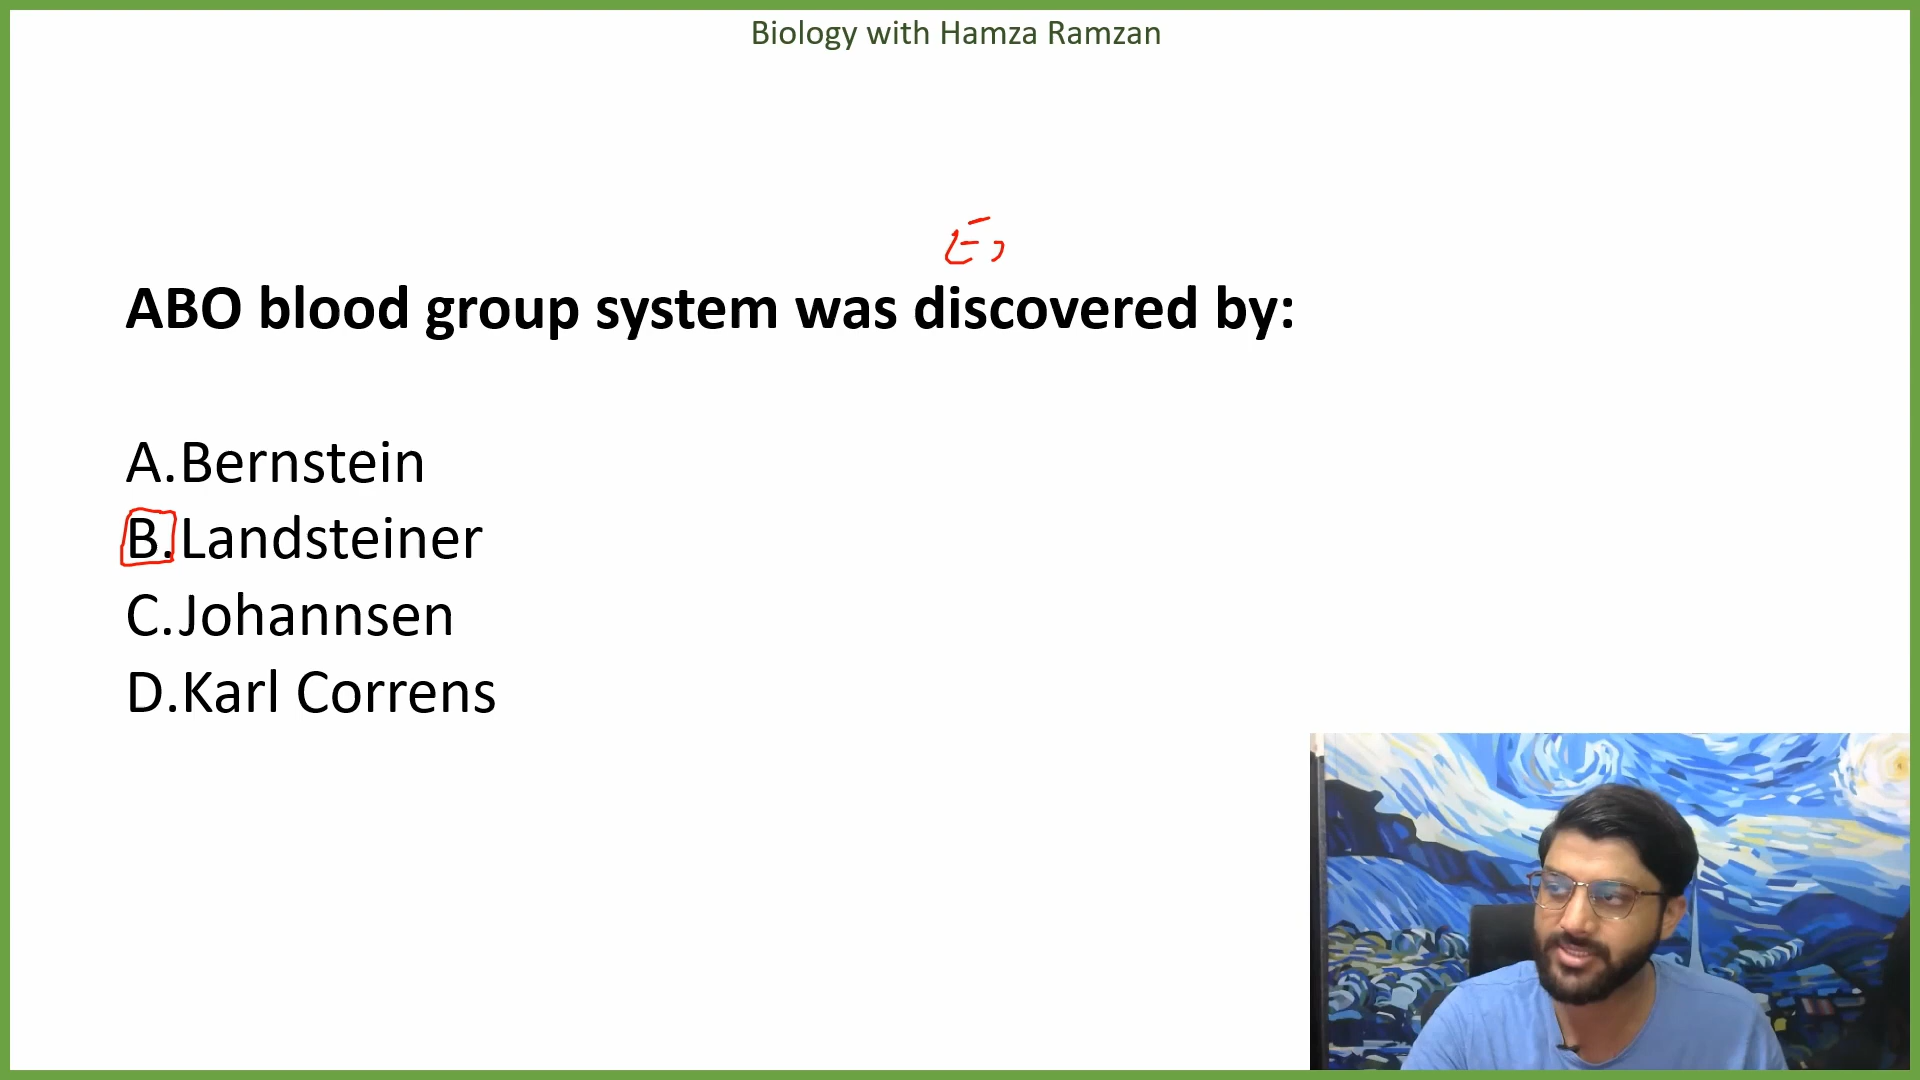 Biology with Hamza Ramzan
ABO blood group system was discovered by:
A.Bernstein
B.Landsteiner
C.Johannsen
D.Karl Correns